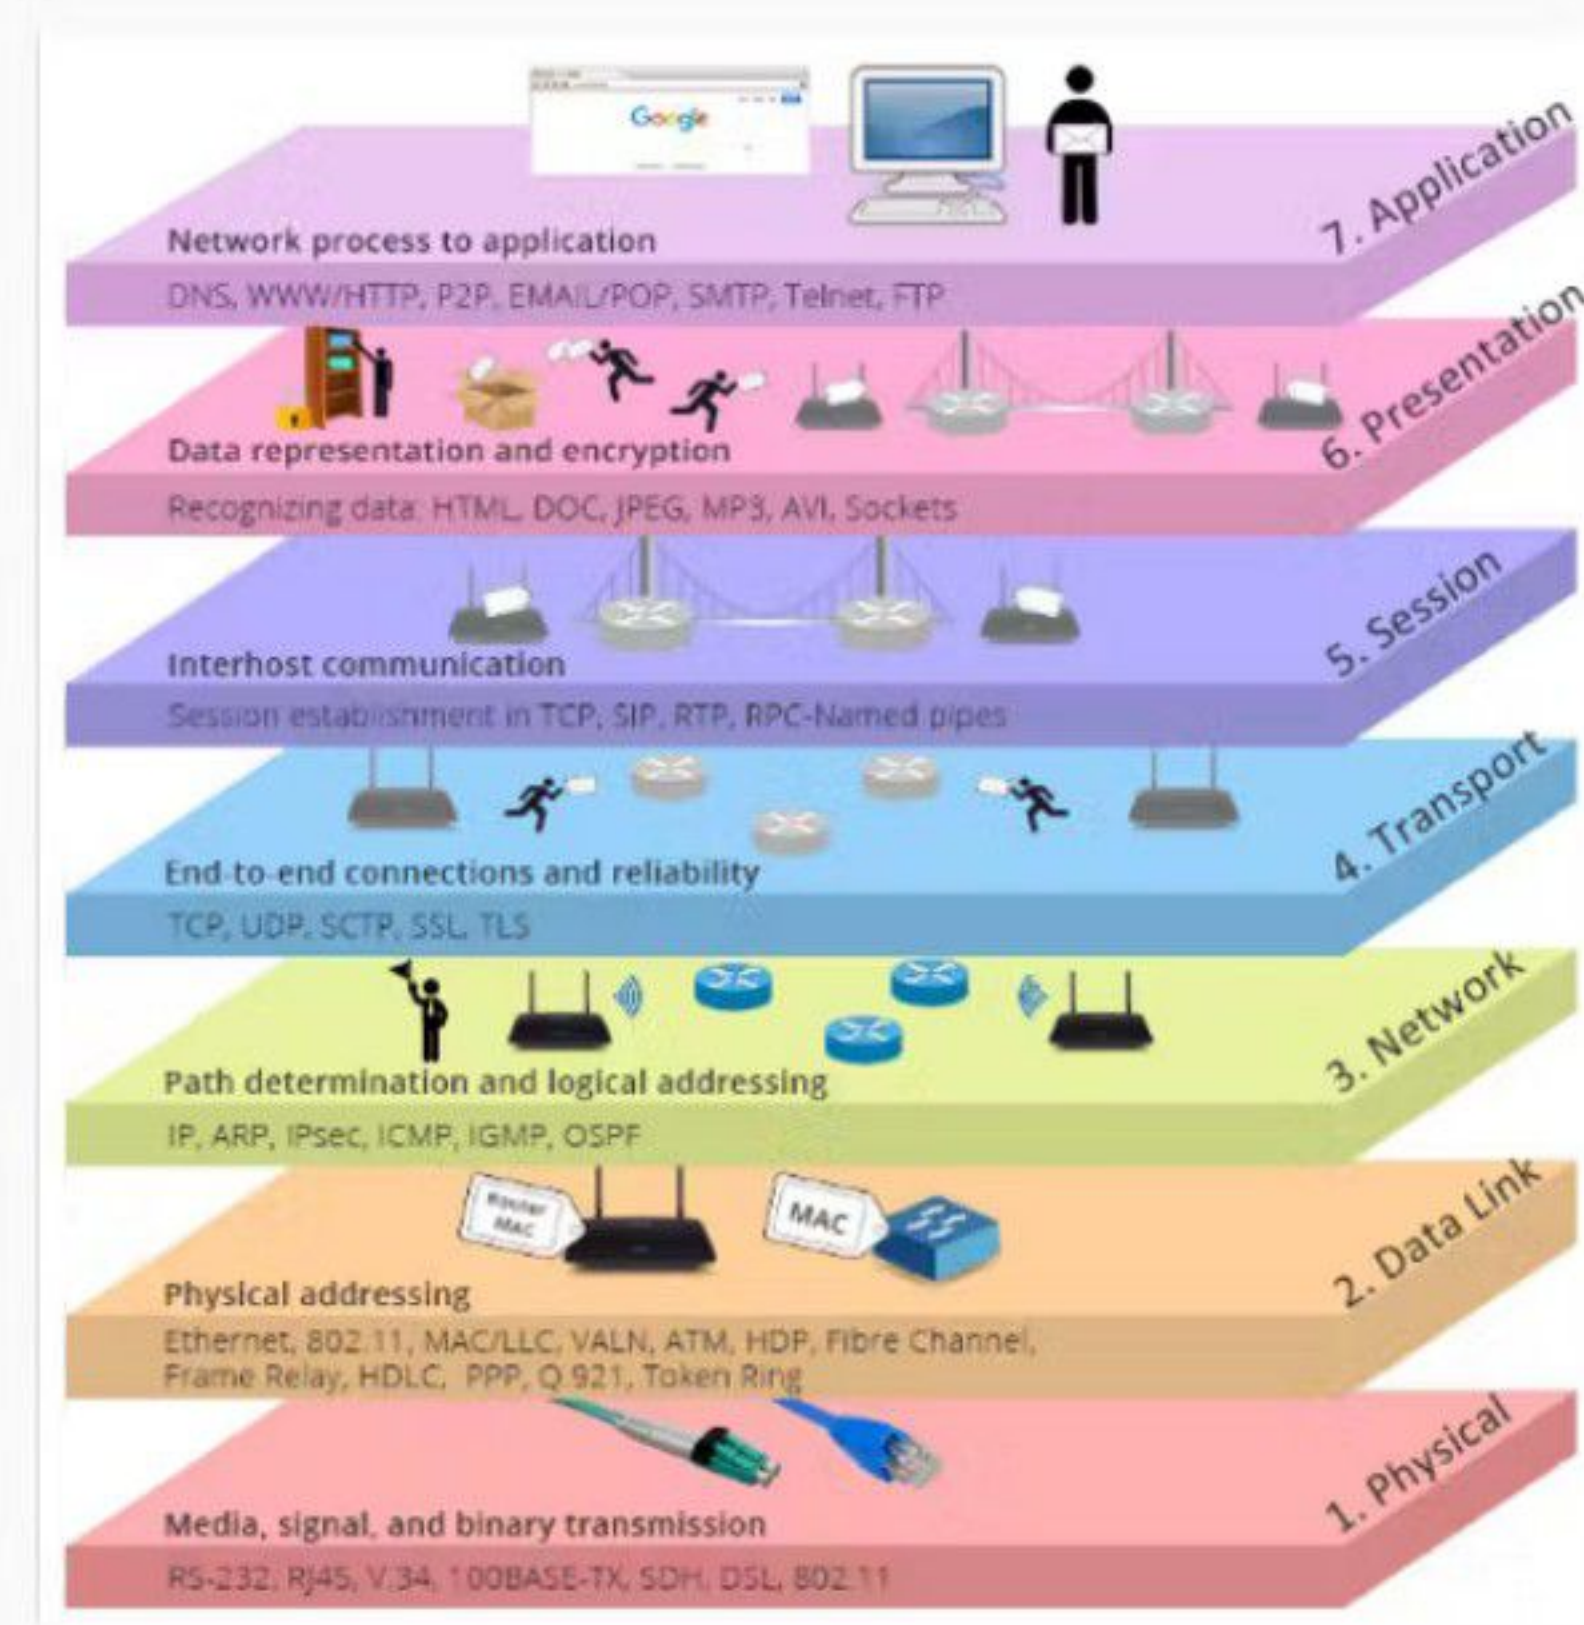 Google
7. Application
Network process to application
DNS, WWW/HTTP, P2P, EMAIL/POP, SMTP, Telnet, FTP
6. Presentation
Data representation and encryption
Recognizing data: HTML, DOC, JPEG, MP3, AVI, Sockets
5. Session
Interhost communication
Session establishment in TCP, SIP, RTP, RPC-Named pipes
4. Transport
End-to-end connections and reliability
TCP, UDP, SCTP, SSL, TLS
3. Network
Path determination and logical addressing
IP, ARP, IPsec, ICMP, IGMP, OSPF
2. Data Link
Router
MAC
MAC
Physical addressing
Ethernet, 802.11, MAC/LLC, VALN, ATM, HDP, Fibre Channel,
Frame Relay, HDLC, PPP, Q.921, Token Ring
1. Physical
Media, signal, and binary transmission
RS-232, RJ45, V.34, 100BASE-TX, SDH, DSL, 802.11